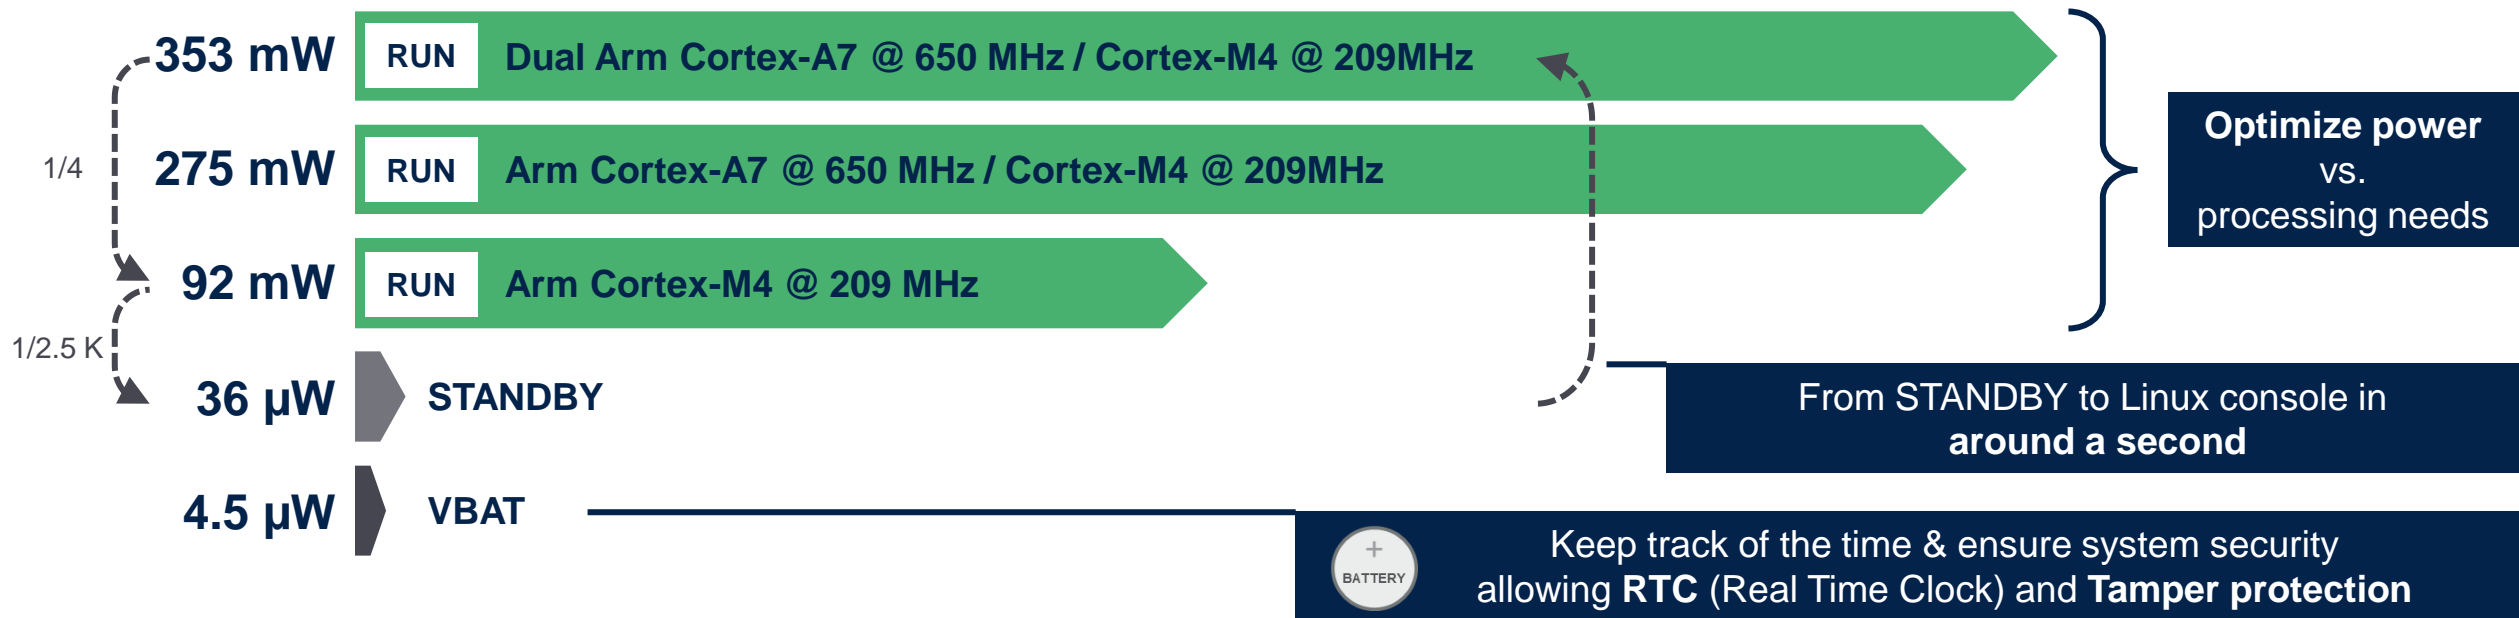 353 mW RUN Dual Arm Cortex-A7 @ 650 MHz / Cortex-M4 @ 209MHz
1/4
275 mW RUN Arm Cortex-A7 @ 650 MHz / Cortex-M4 @ 209MHz
92 mW RUN Arm Cortex-M4 @ 209 MHz
1/2.5 K
36 µW STANDBY
4.5 µW VBAT
Optimize power
vs.
processing needs
From STANDBY to Linux console in
around a second
+
BATTERY
Keep track of the time & ensure system security
allowing RTC (Real Time Clock) and Tamper protection